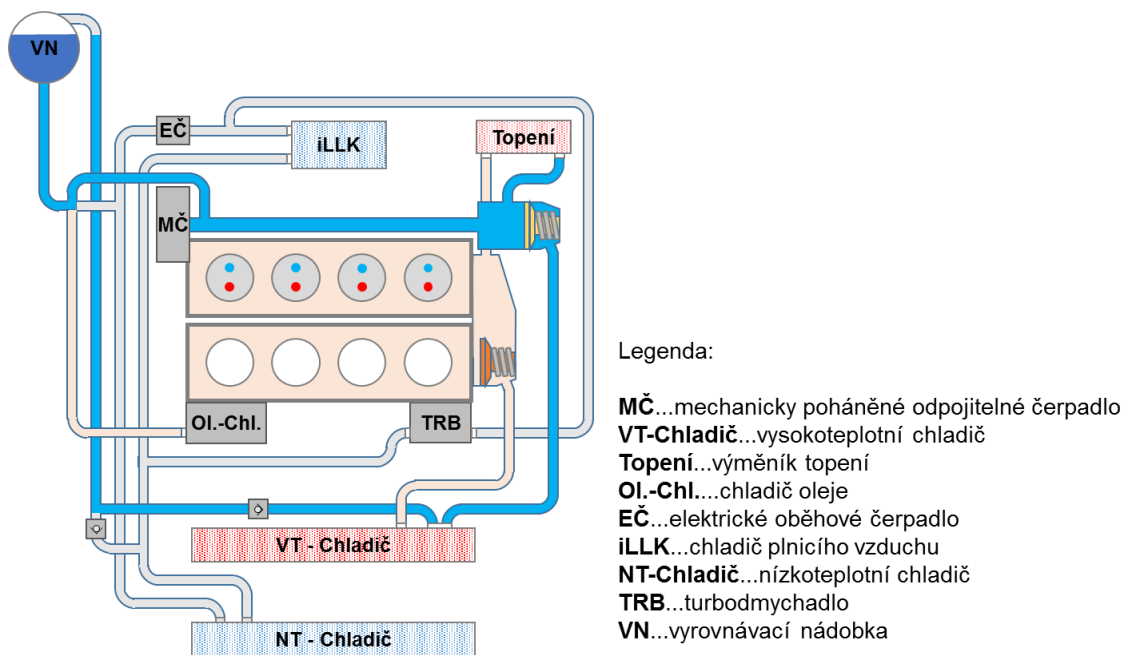 VN
EČ
iLLK
Topení
MČ
Ol.-Chl.
TRB
VT - Chladič
NT - Chladič
Legenda:
MČ...mechanicky poháněné odpojitelné čerpadlo
VT-Chladič...vysokoteplotní chladič
Topení...výměník topení
Ol.-Chl....chladič oleje
EČ...elektrické oběhové čerpadlo
iLLK...chladič plnicího vzduchu
NT-Chladič...nízkoteplotní chladič
TRB...turbodmychadlo
VN...vyrovnávací nádobka